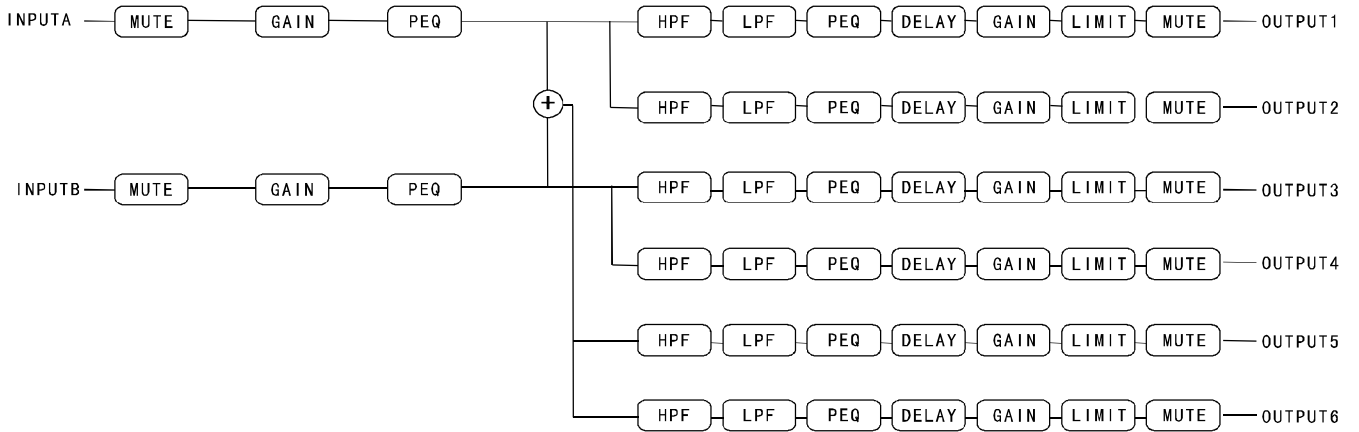 INPUTA MUTE GAIN PEQ HPF LPF PEQ DELAY GAIN LIMIT MUTE OUTPUT1
+
HPF LPF PEQ DELAY GAIN LIMIT MUTE OUTPUT2
INPUTB MUTE GAIN PEQ HPF LPF PEQ DELAY GAIN LIMIT MUTE OUTPUT3
HPF LPF PEQ DELAY GAIN LIMIT MUTE OUTPUT4
HPF LPF PEQ DELAY GAIN LIMIT MUTE OUTPUT5
HPF LPF PEQ DELAY GAIN LIMIT MUTE OUTPUT6